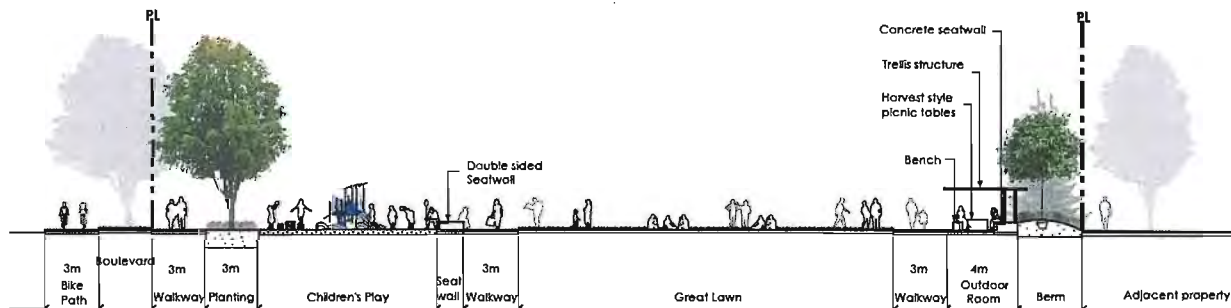 PL
PL
Concrete seatwall
Trellis structure
Harvest style
picnic tables
Bench
Double sided
Seatwall
3m
Bike
Path
Boulevard
3m
Walkway
3m
Planting
Children's Play
Seat
wall
3m
Walkway
Great Lawn
3m
Walkway
4m
Outdoor
Room
Berm
Adjacent property